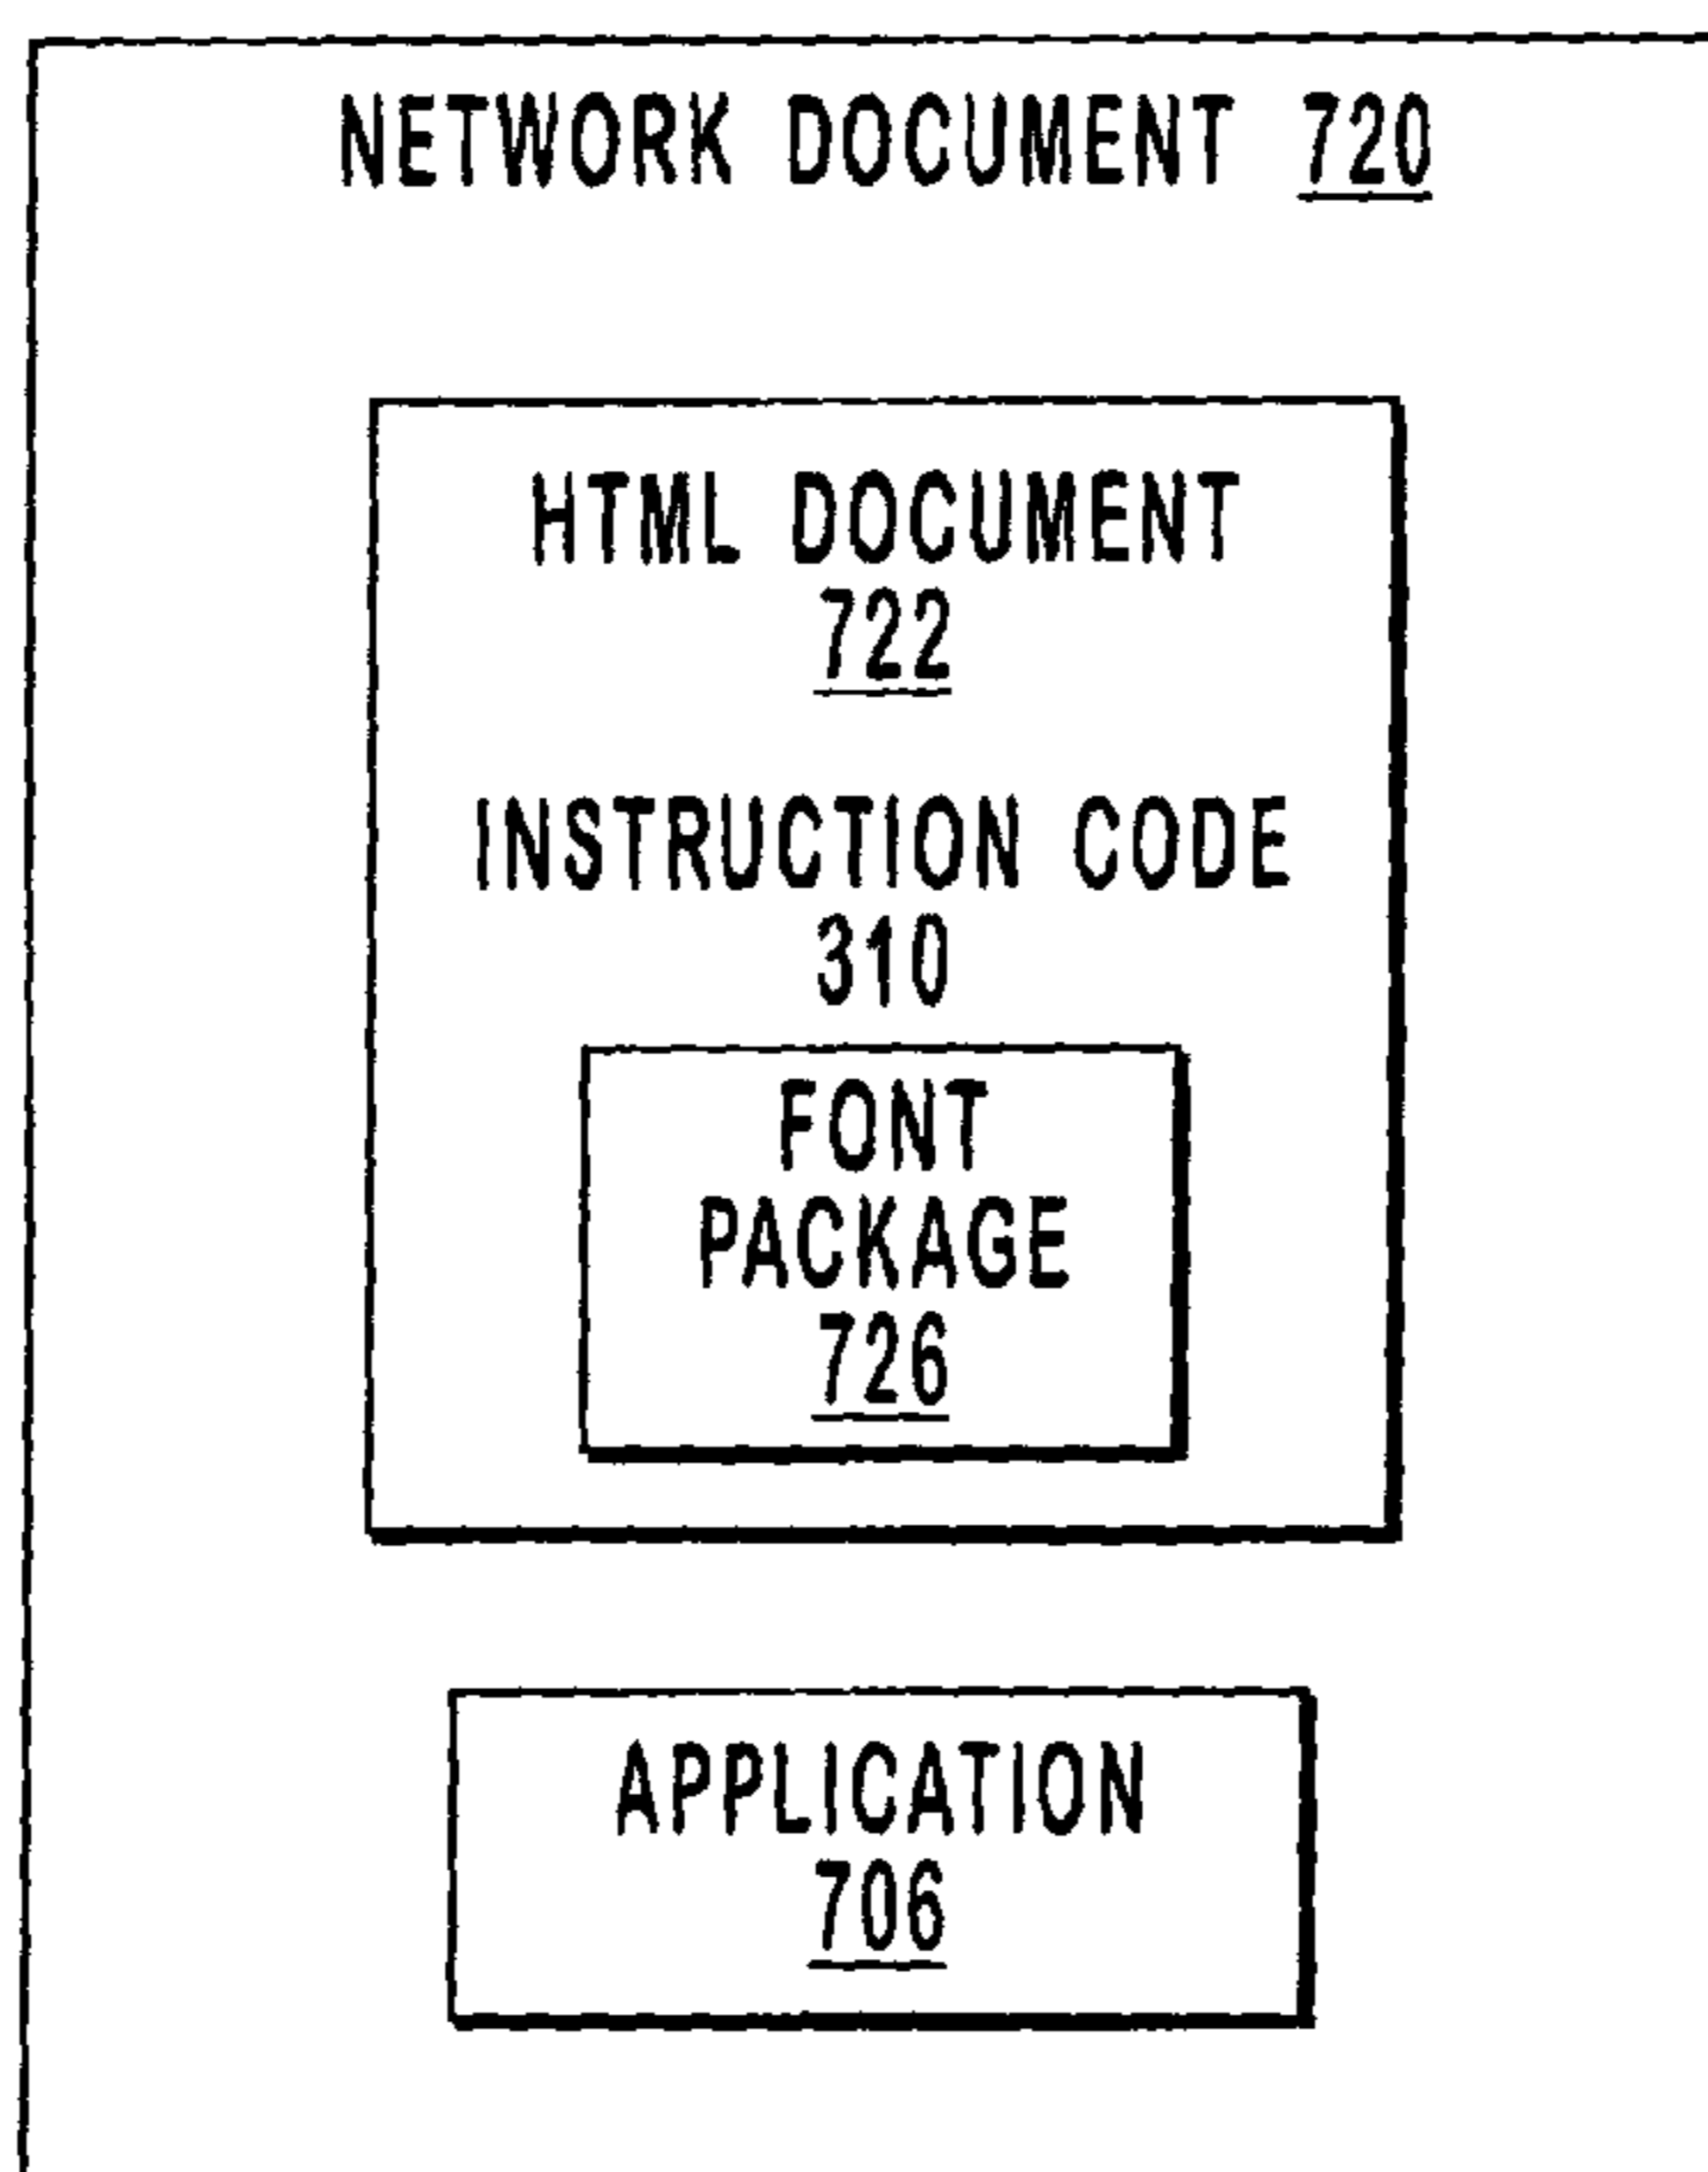 NETWORK DOCUMENT 720
HTML DOCUMENT
722
INSTRUCTION CODE
310
FONT
PACKAGE
726
APPLICATION
706